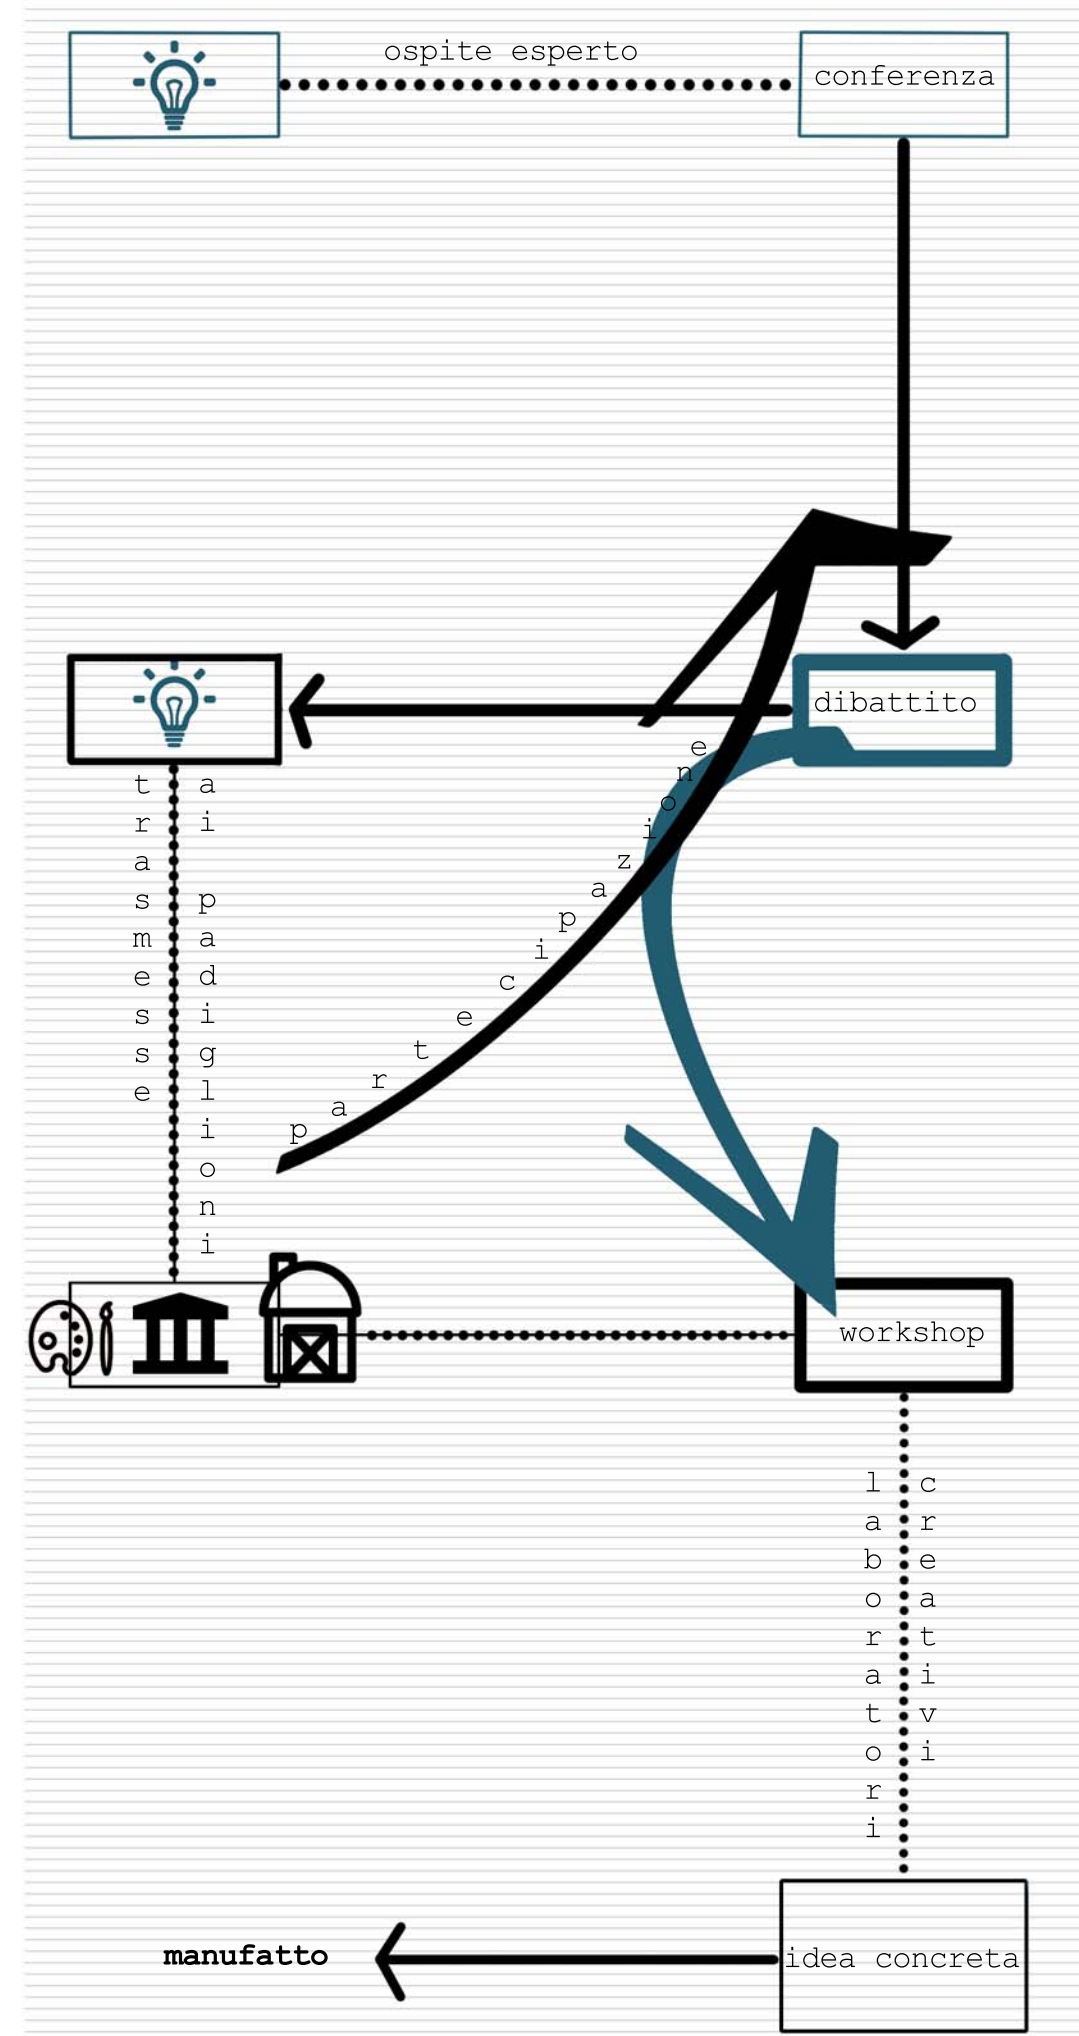 ospite esperto
conferenza
dibattito
partecipazione
trasmesse
ai padiglioni
workshop
laboratori
creativi
idea concreta
manufatto